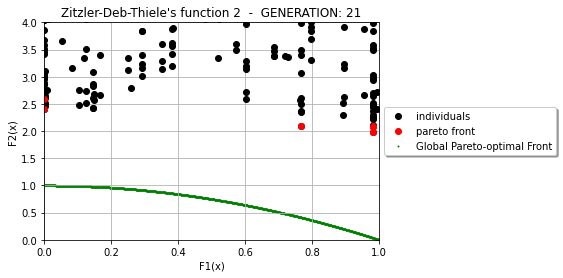 Zitzler-Deb-Thiele's function 2 - GENERATION: 21
4.0
3.5
3.0
2.5
2.0
1.5
1.0
0.5
0.0
F2(x)
0.0 0.2 0.4 0.6 0.8 1.0
F1(x)
individuals
pareto front
Global Pareto-optimal Front